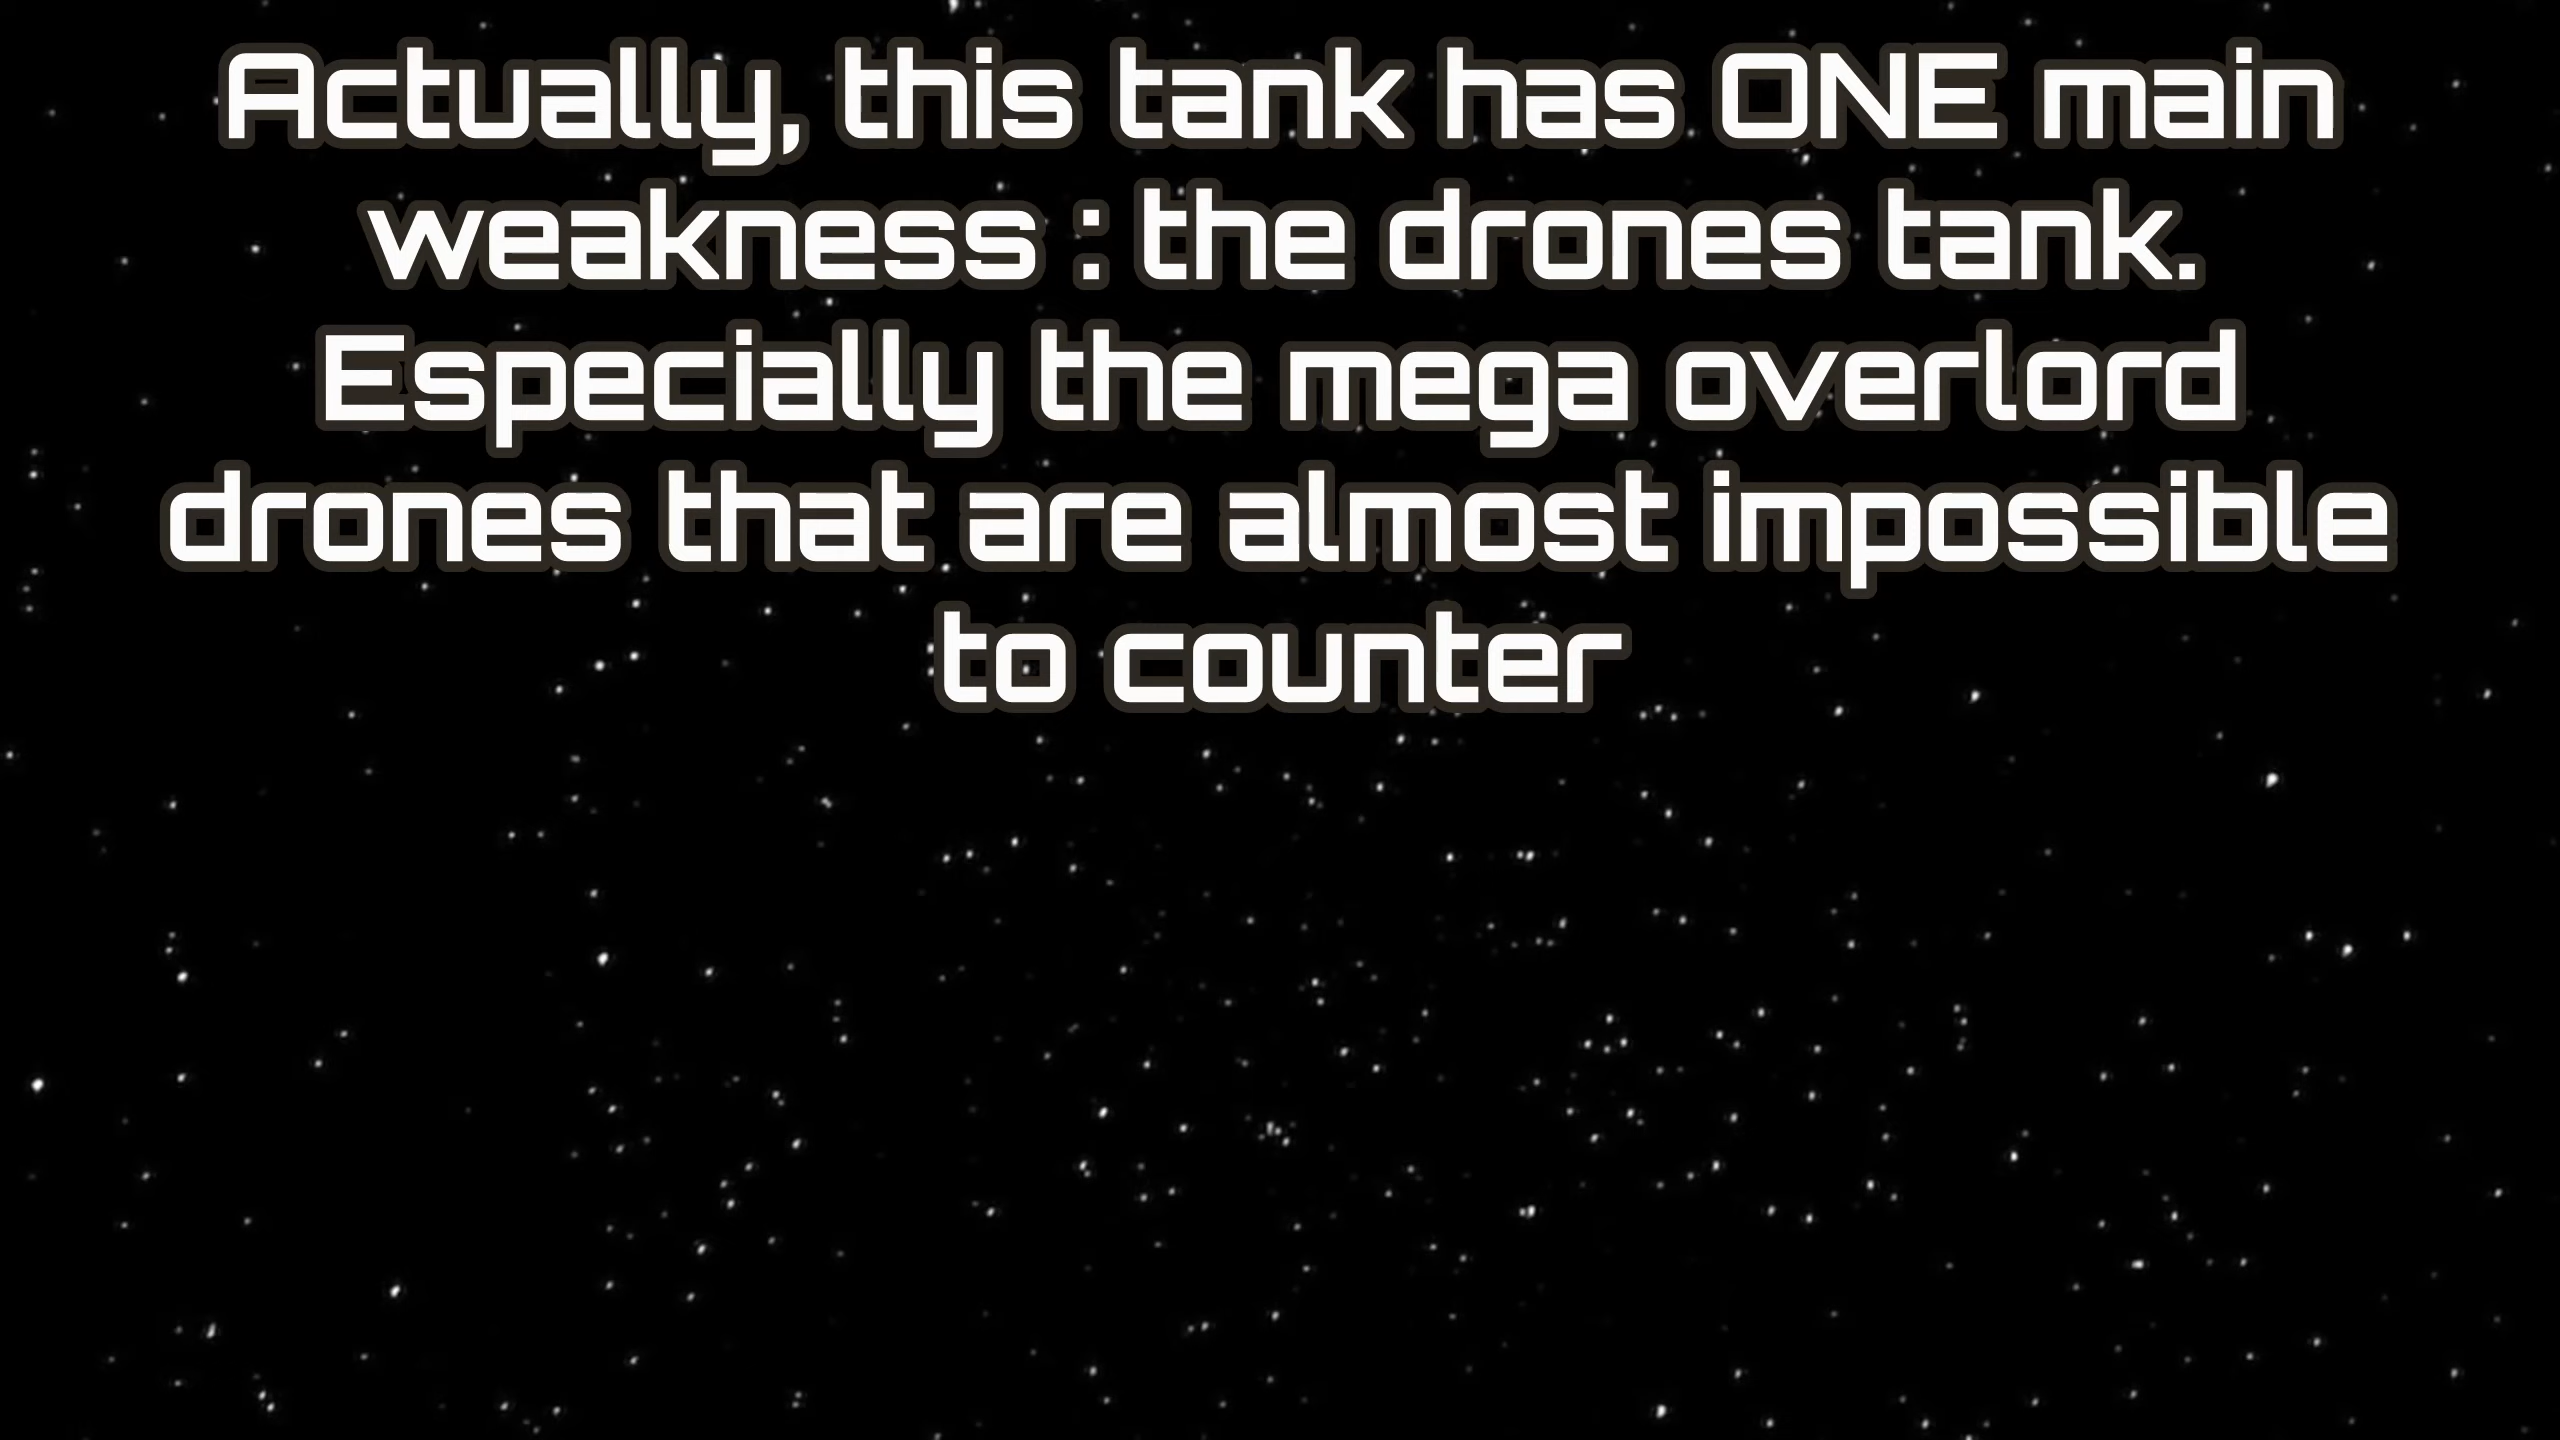 Actually, this tank has ONE main
weakness : the drones tank.
Especially the mega overlord
drones that are almost impossible
to counter